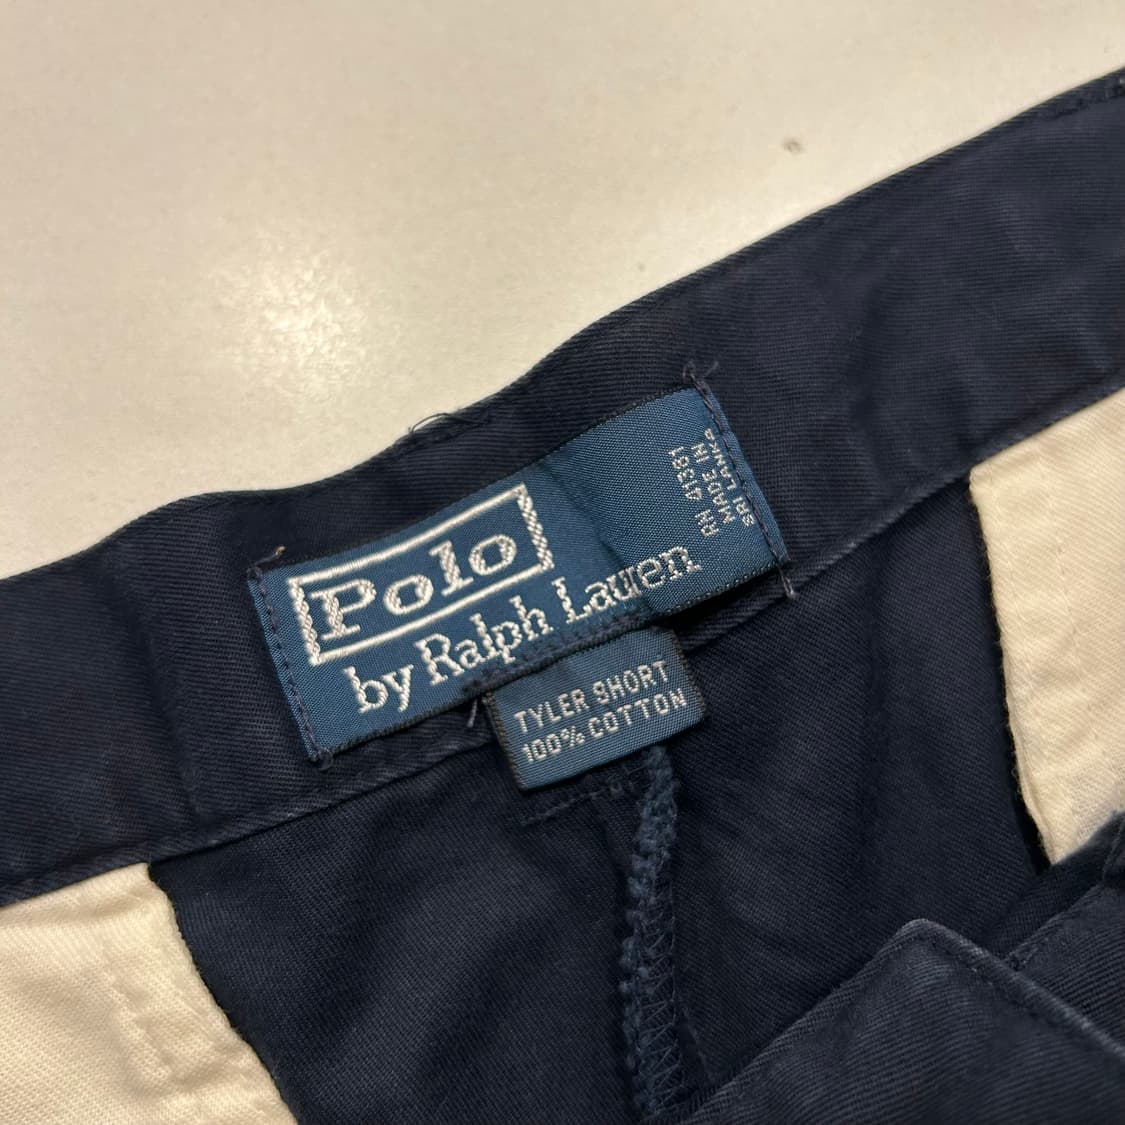 Polo
by Ralph Lauren
RN 41381
MADE IN
SRI LANKA
TYLER SHORT
100% COTTON